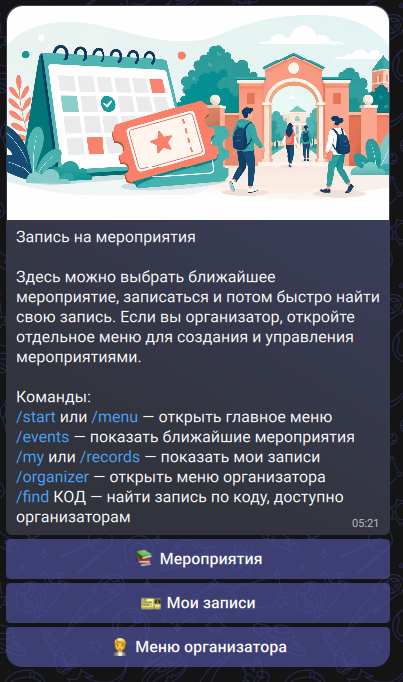 Запись на мероприятия
Здесь можно выбрать ближайшее
мероприятие, записаться и потом быстро найти
свою запись. Если вы организатор, откройте
отдельное меню для создания и управления
мероприятиями.
Команды:
/start или /menu — открыть главное меню
/events — показать ближайшие мероприятия
/my или /records — показать мои записи
/organizer — открыть меню организатора
/find КОД — найти запись по коду, доступно
организаторам
05:21
📚 Мероприятия
🎫 Мои записи
👨‍💼 Меню организатора